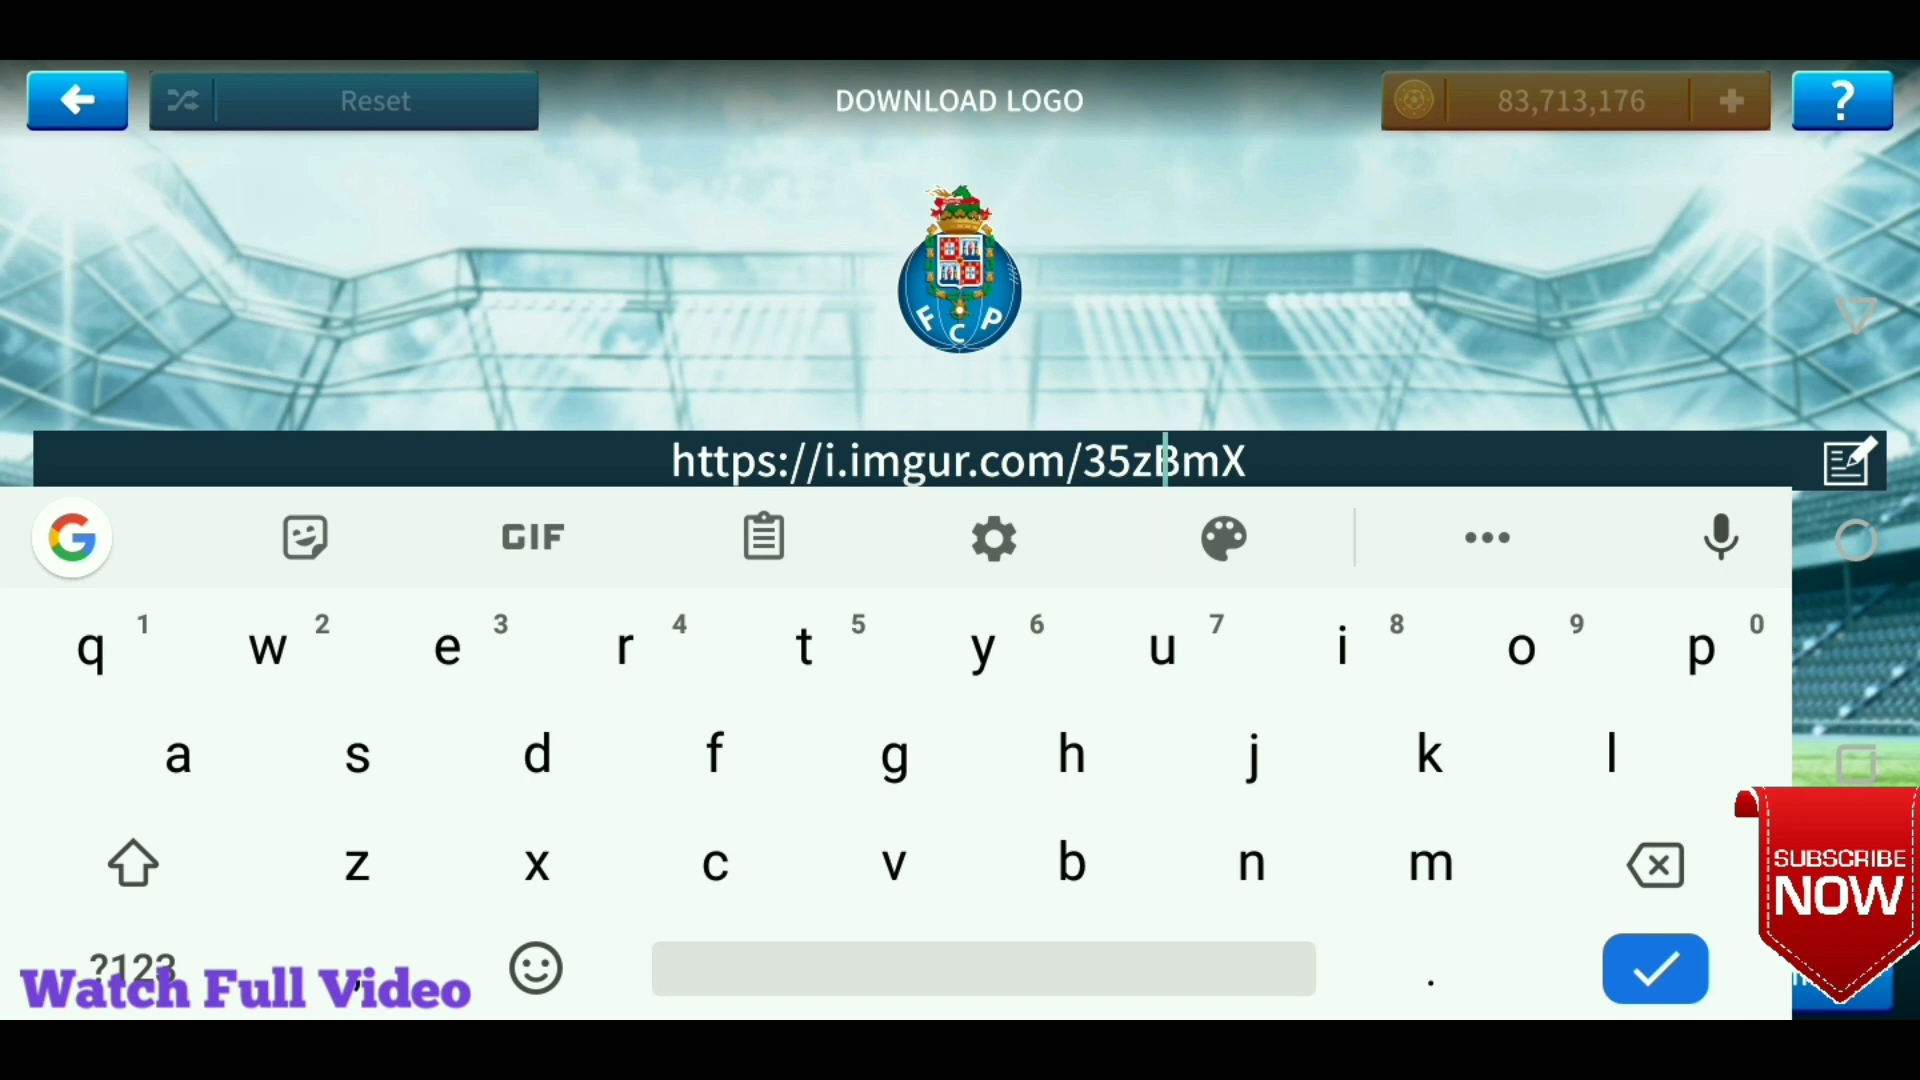 Reset
DOWNLOAD LOGO
83,713,176
?
F C P
https://i.imgur.com/35zBmX
GIF
q 1 w 2 e 3 r 4 t 5 y 6 u 7 i 8 o 9 p 0
a s d f g h j k l
z x c v b n m
?123 , .
SUBSCRIBE
NOW
Watch Full Video